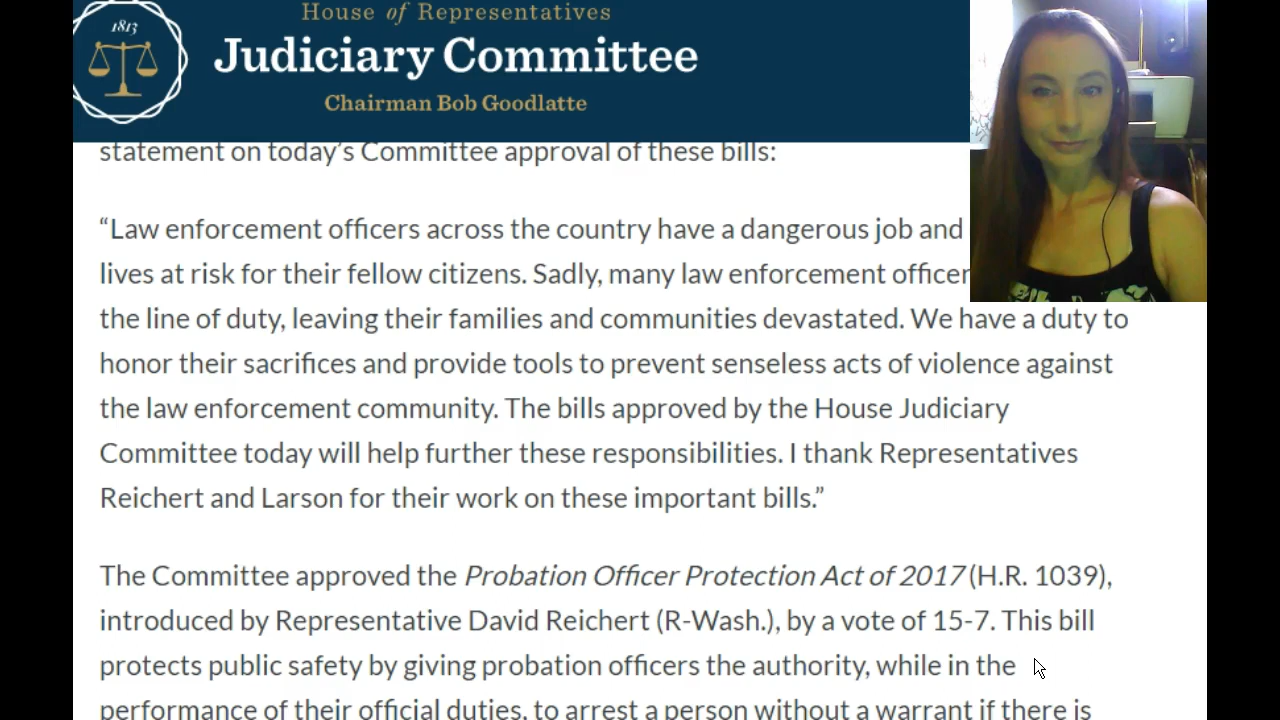 1813
House of Representatives
Judiciary Committee
Chairman Bob Goodlatte
statement on today's Committee approval of these bills:
“Law enforcement officers across the country have a dangerous job and
lives at risk for their fellow citizens. Sadly, many law enforcement officer
the line of duty, leaving their families and communities devastated. We have a duty to
honor their sacrifices and provide tools to prevent senseless acts of violence against
the law enforcement community. The bills approved by the House Judiciary
Committee today will help further these responsibilities. I thank Representatives
Reichert and Larson for their work on these important bills.”
The Committee approved the Probation Officer Protection Act of 2017 (H.R. 1039),
introduced by Representative David Reichert (R-Wash.), by a vote of 15-7. This bill
protects public safety by giving probation officers the authority, while in the
performance of their official duties, to arrest a person without a warrant if there is